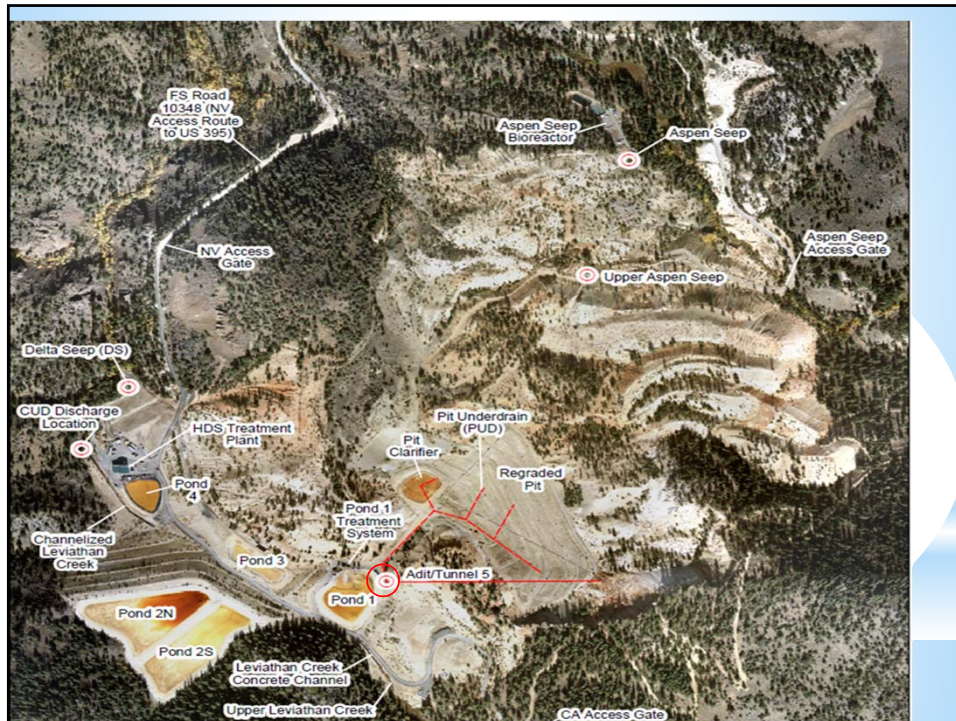 FS Road
10348 (NV
Access Route
to US 395)
Aspen Seep
Bioreactor
Aspen Seep
NV Access
Gate
Aspen Seep
Access Gate
Upper Aspen Seep
Delta Seep (DS)
CUD Discharge
Location
HDS Treatment
Plant
Pit Underdrain
(PUD)
Pit
Clarifier
Regraded
Pit
Pond
4
Pond 1
Treatment
System
Channelized
Leviathan
Creek
Pond 3
Adit/Tunnel 5
Pond 1
Pond 2N
Pond 2S
Leviathan Creek
Concrete Channel
Upper Leviathan Creek
CA Access Gate